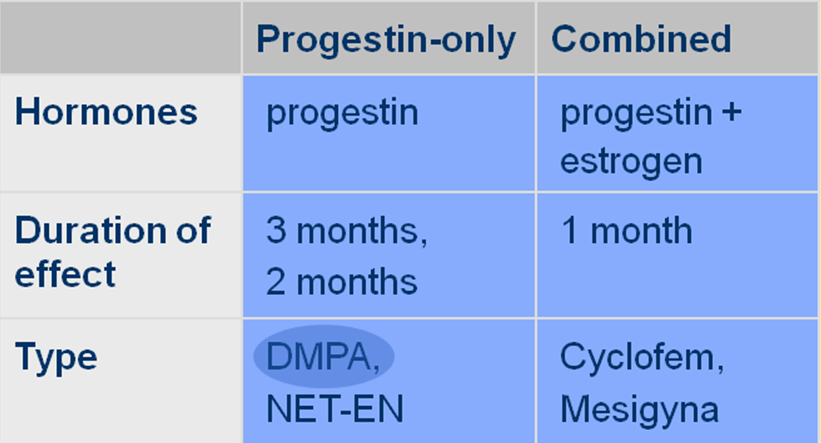 Progestin-only Combined
Hormones progestin progestin +
estrogen
Duration of 3 months, 1 month
effect 2 months
Type DMPA, Cyclofem,
NET-EN Mesigyna